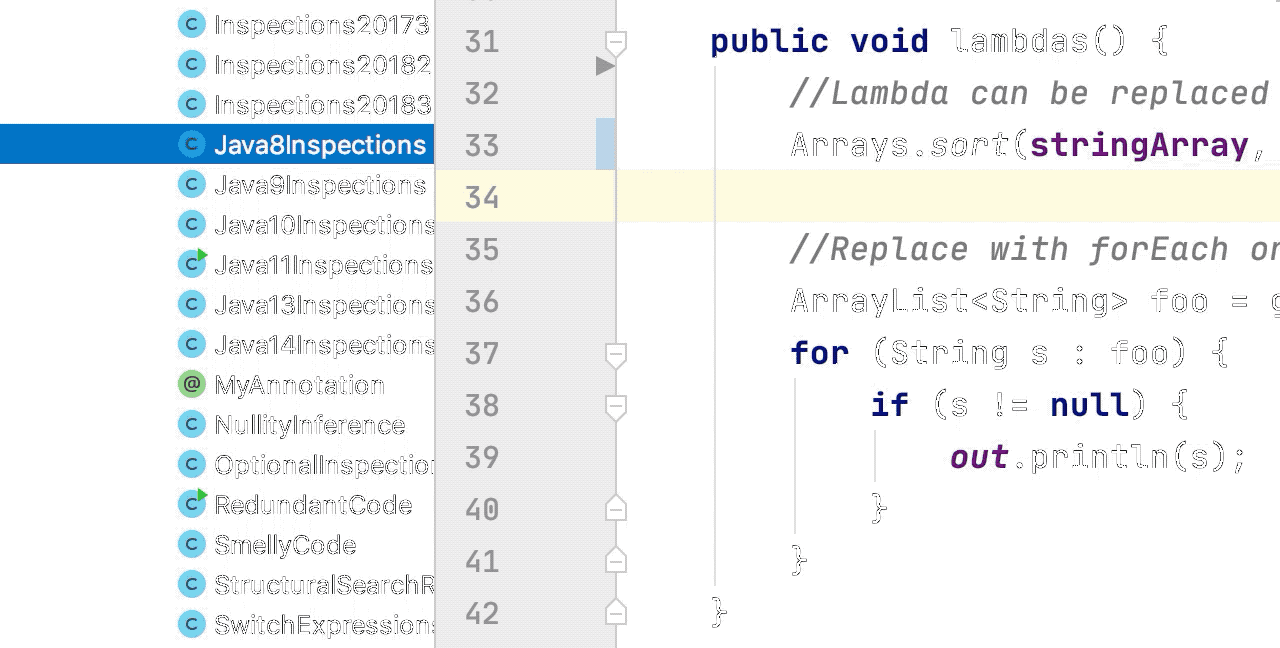 Inspections20173
Inspections20182
Inspections20183
Java8Inspections
Java9Inspections
Java10Inspections
Java11Inspections
Java13Inspections
Java14Inspections
@ MyAnnotation
NullityInference
OptionalInspection
RedundantCode
SmellyCode
StructuralSearchR
SwitchExpressions
31 public void lambdas() {
32 //Lambda can be replaced
33 Arrays.sort(stringArray,
34
35 //Replace with forEach or
36 ArrayList<String> foo = g
37 for (String s : foo) {
38 if (s != null) {
39 out.println(s);
40 }
41 }
42 }